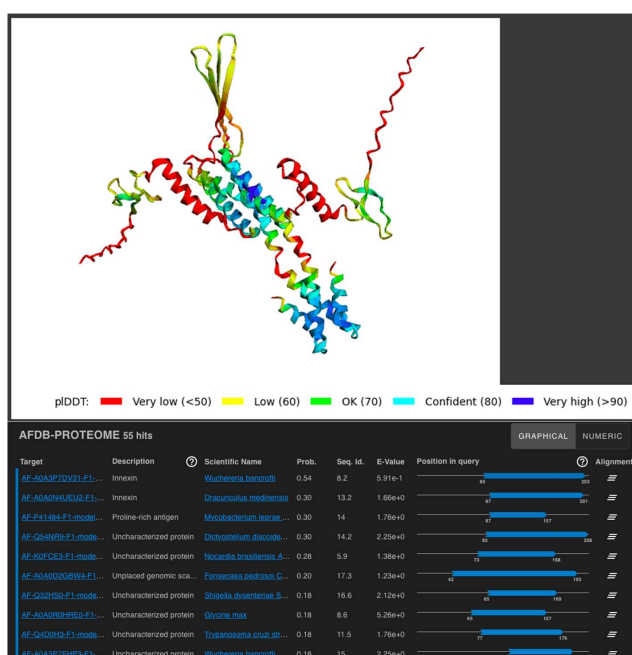 plDDT: Very low (<50) Low (60) OK (70) Confident (80) Very high (>90)
AFDB-PROTEOME 55 hits
GRAPHICAL NUMERIC
Target Description ? Scientific Name Prob. Seq. Id. E-Value Position in query ? Alignment
AF-A0A3P7DV31-F1-... Innexin Wuchereria bancrofti 0.54 8.2 5.91e-1 80 203
AF-A0A0N4UEU2-F1-... Innexin Dracunculus medinensis 0.30 13.2 1.66e+0 87 201
AF-P41484-F1-model... Proline-rich antigen Mycobacterium leprae ... 0.30 14 1.76e+0 87 157
AF-Q54NR9-F1-mode... Uncharacterized protein Dictyostelium discoide... 0.30 14.2 2.25e+0 83 206
AF-K0FCE3-F1-mode... Uncharacterized protein Nocardia brasiliensis A... 0.28 5.9 1.38e+0 73 168
AF-A0A0D2GBW4-F1... Unplaced genomic sca... Fonsecaea pedrosoi C... 0.20 17.3 1.23e+0 43 193
AF-Q32HS0-F1-mode... Uncharacterized protein Shigella dysenteriae S... 0.18 16.6 2.12e+0 85 169
AF-A0A0R0HRE0-F1-... Uncharacterized protein Glycine max 0.18 8.6 5.26e+0 65 157
AF-Q4D0H3-F1-mode... Uncharacterized protein Trypanosoma cruzi str... 0.18 11.5 1.76e+0 77 176
Uncharacterized protein Wuchereria bancrofti 0.16 15 2.25e+0